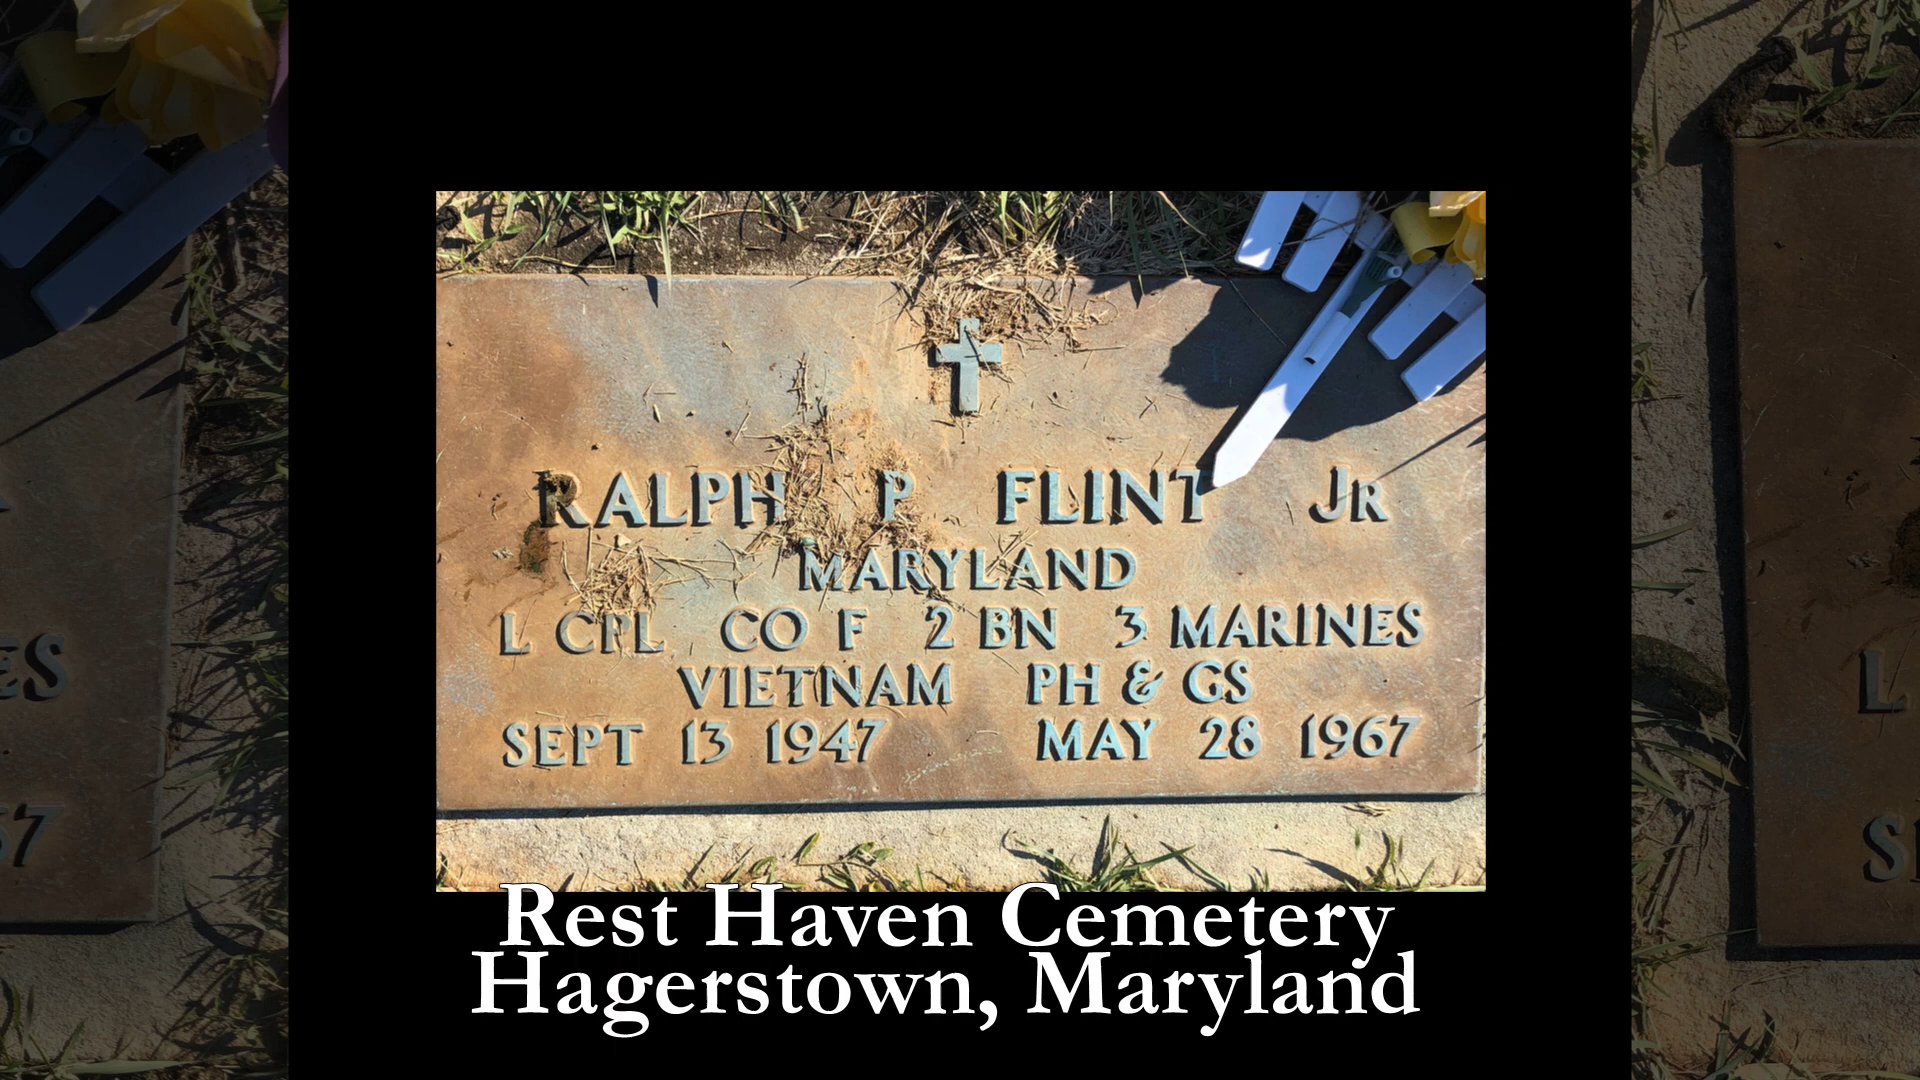 RALPH P FLINT JR
MARYLAND
L CPL CO F 2 BN 3 MARINES
VIETNAM PH & GS
SEPT 13 1947 MAY 28 1967
Rest Haven Cemetery
Hagerstown, Maryland